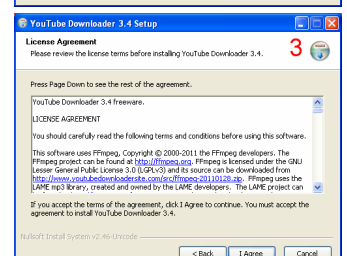 YouTube Downloader 3.4 Setup
License Agreement
Please review the license terms before installing YouTube Downloader 3.4.
3
Press Page Down to see the rest of the agreement.
YouTube Downloader 3.4 freeware.
LICENSE AGREEMENT
You should carefully read the following terms and conditions before using this software.
This software uses FFmpeg, Copyright © 2000-2011 the FFmpeg developers. The
FFmpeg project can be found at http://ffmpeg.org. FFmpeg is licensed under the GNU
Lesser General Public License 3.0 (LGPLv3) and its source can be downloaded from
http://www.youtubedownloadersite.com/src/ffmpeg-20110128.zip. FFmpeg uses the
LAME mp3 library, created and owned by the LAME developers. The LAME project can
If you accept the terms of the agreement, click I Agree to continue. You must accept the
agreement to install YouTube Downloader 3.4.
Nullsoft Install System v2.46-Unicode
< Back
I Agree
Cancel